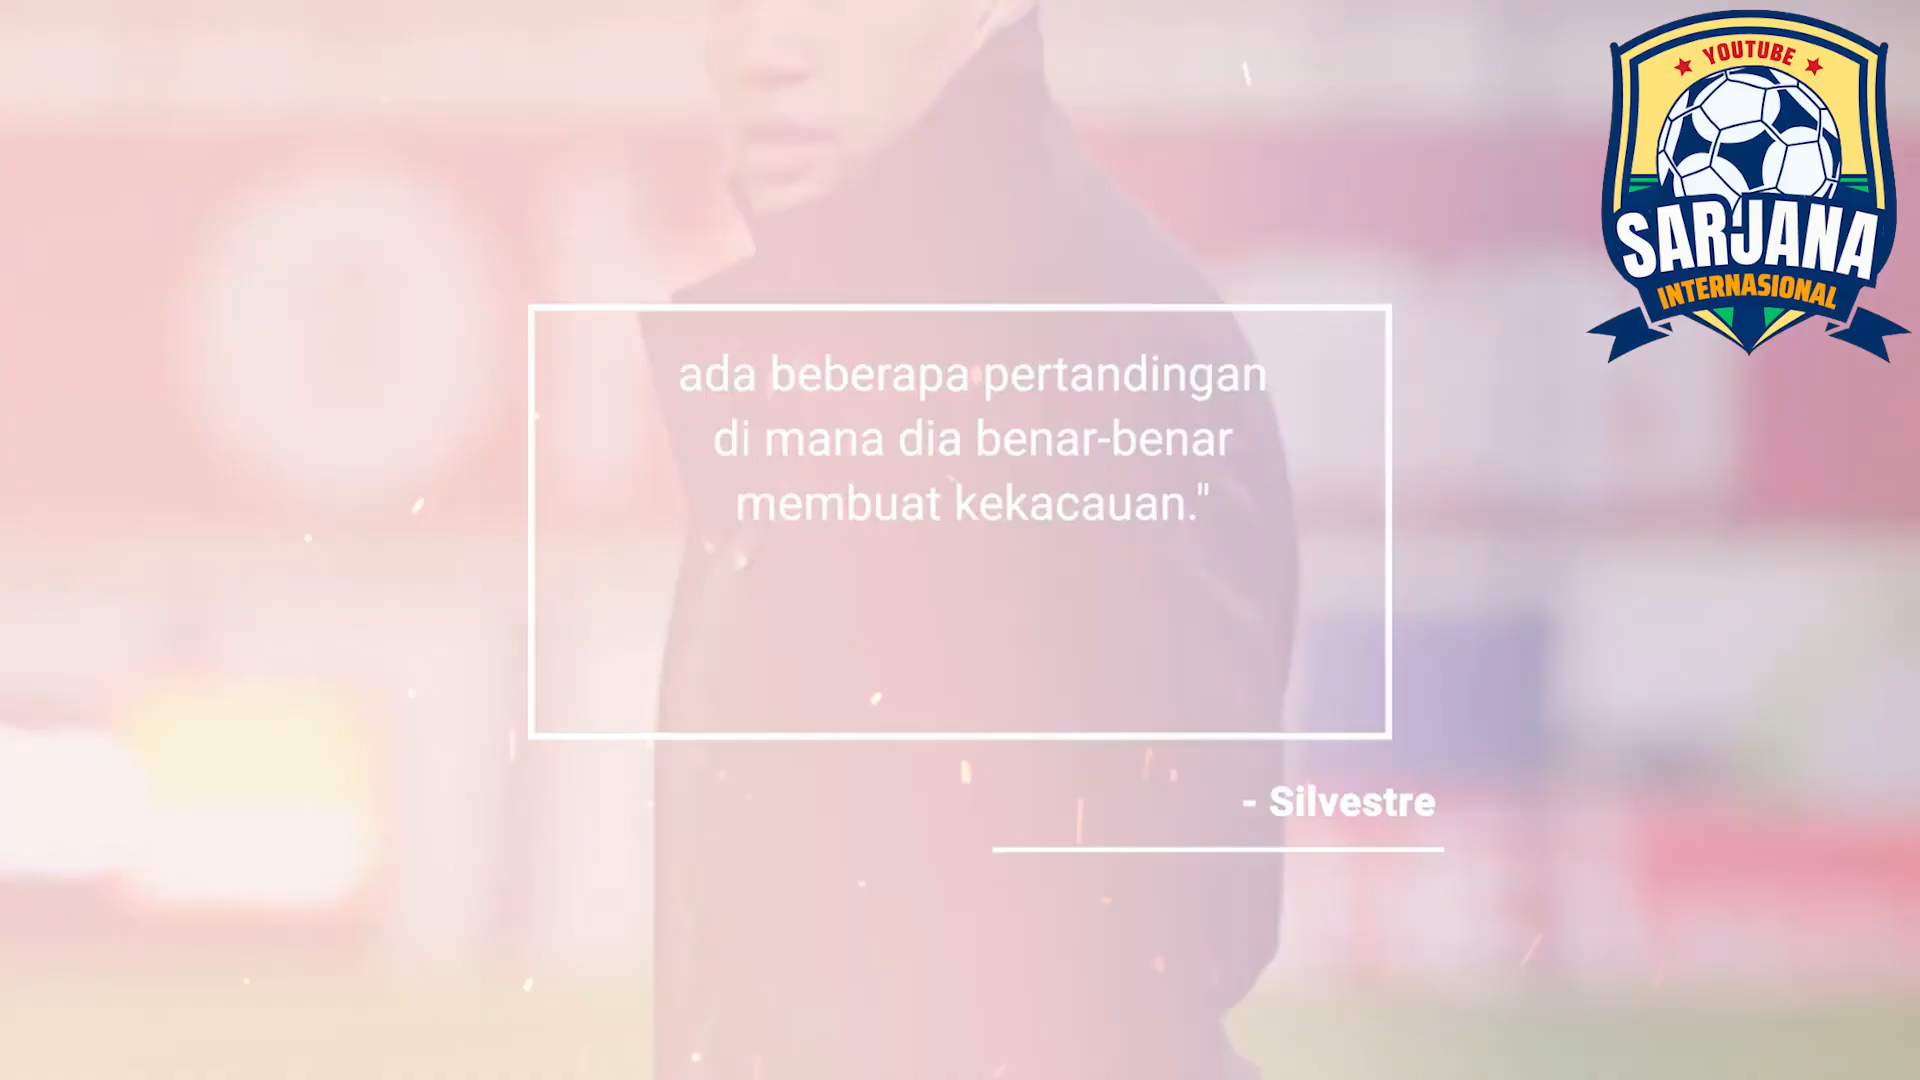 YOUTUBE
SARJANA
INTERNASIONAL
ada beberapa pertandingan
di mana dia benar-benar
membuat kekacauan."
- Silvestre